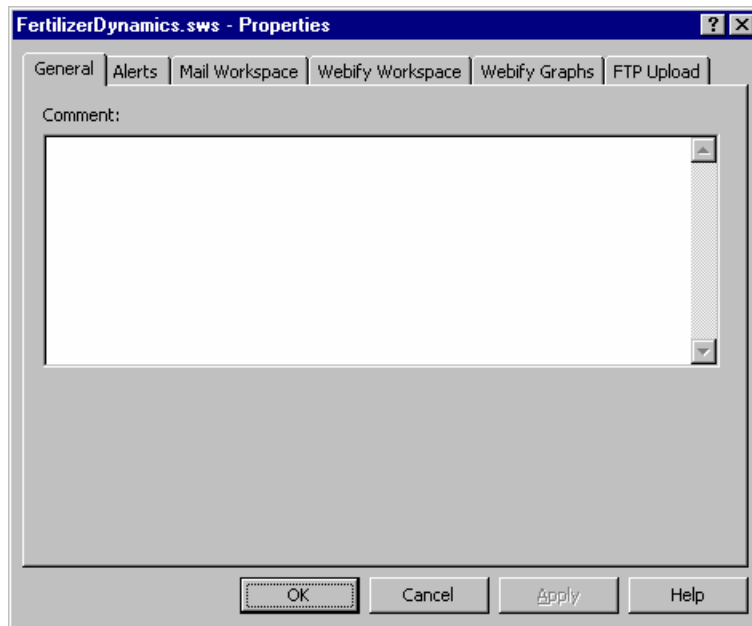 FertilizerDynamics.sws - Properties
General Alerts Mail Workspace Webify Workspace Webify Graphs FTP Upload
Comment:
OK Cancel Apply Help